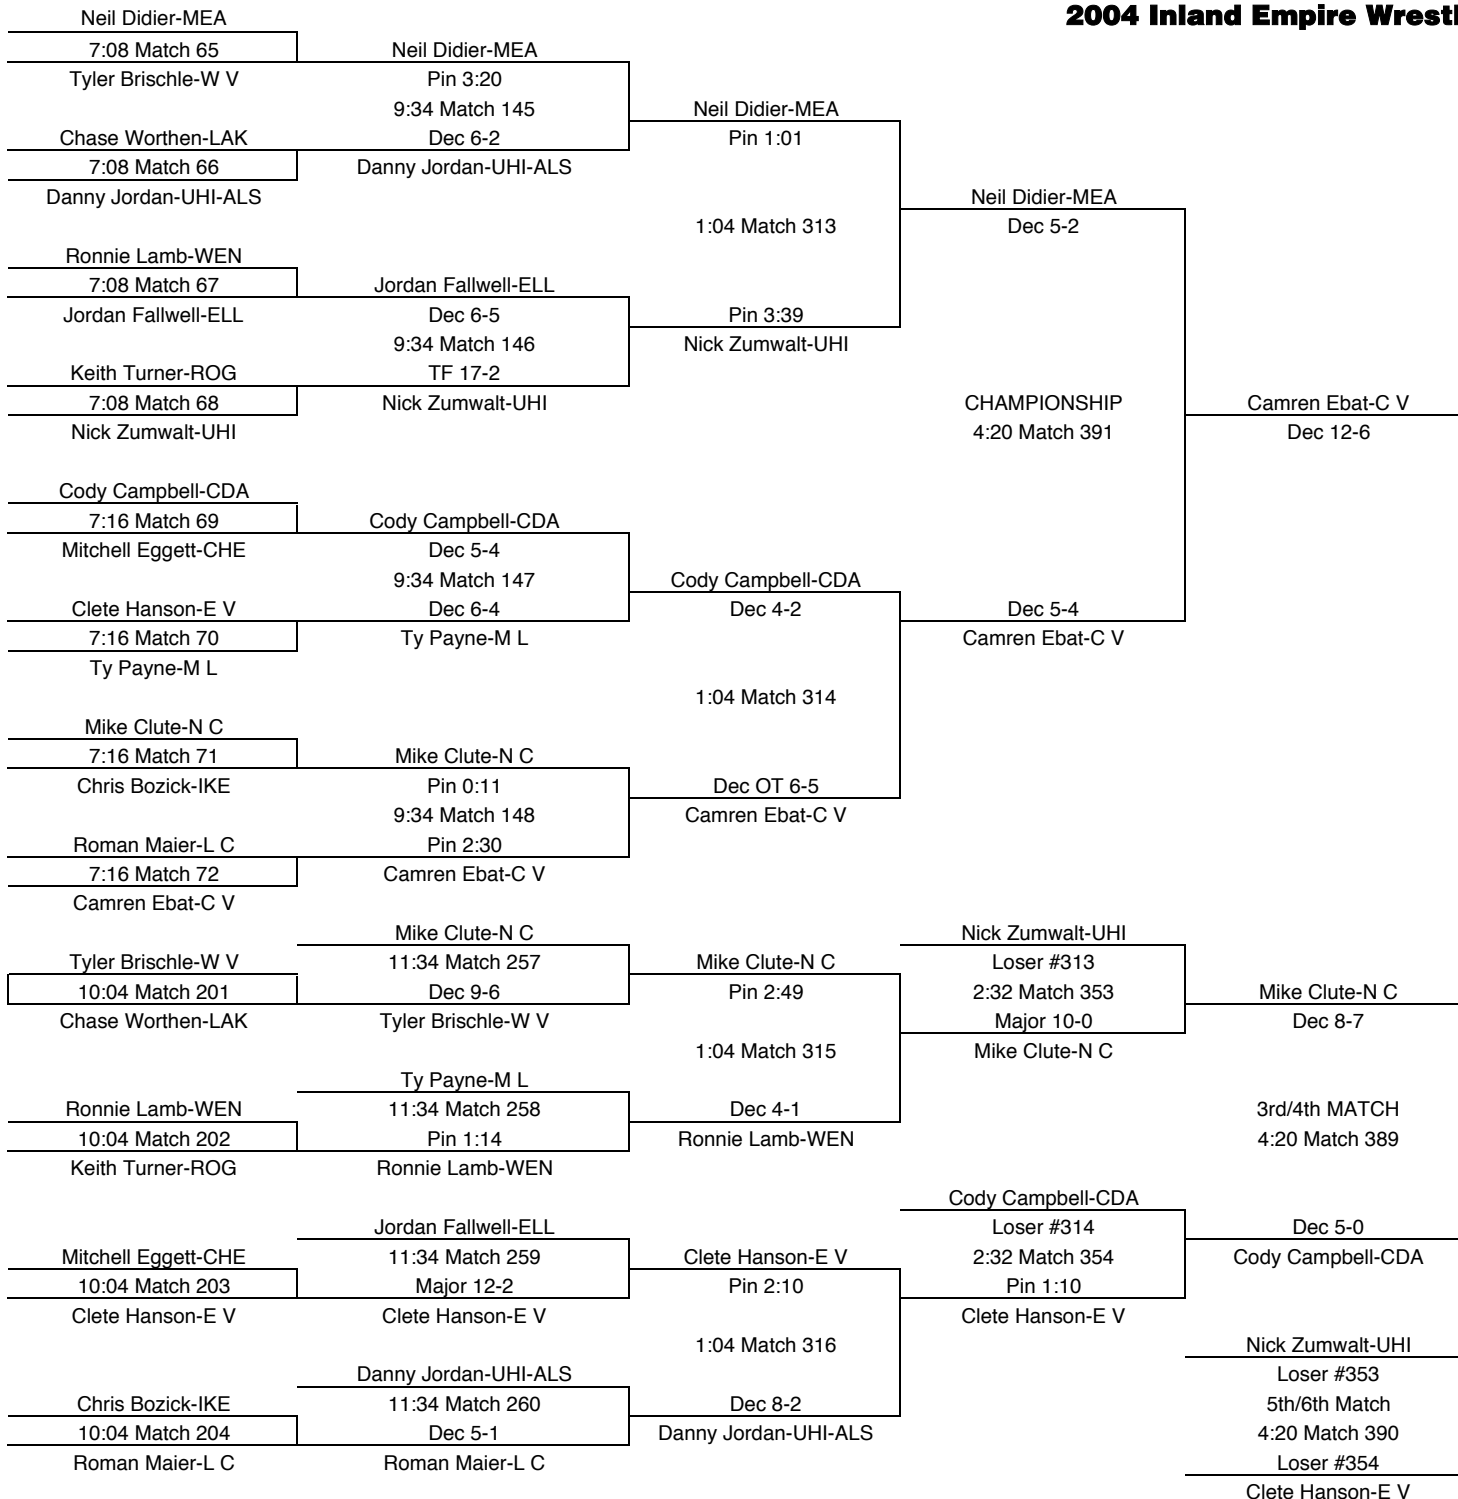 2004 Inland Empire Wrestl
Neil Didier-MEA
7:08 Match 65
Neil Didier-MEA
Tyler Brischle-W V
Pin 3:20
9:34 Match 145
Neil Didier-MEA
Chase Worthen-LAK
Dec 6-2
Pin 1:01
7:08 Match 66
Danny Jordan-UHI-ALS
Danny Jordan-UHI-ALS
Neil Didier-MEA
1:04 Match 313
Dec 5-2
Ronnie Lamb-WEN
7:08 Match 67
Jordan Fallwell-ELL
Jordan Fallwell-ELL
Dec 6-5
Pin 3:39
9:34 Match 146
Nick Zumwalt-UHI
Keith Turner-ROG
TF 17-2
7:08 Match 68
Nick Zumwalt-UHI
CHAMPIONSHIP
Camren Ebat-C V
Nick Zumwalt-UHI
4:20 Match 391
Dec 12-6
Cody Campbell-CDA
7:16 Match 69
Cody Campbell-CDA
Mitchell Eggett-CHE
Dec 5-4
9:34 Match 147
Cody Campbell-CDA
Clete Hanson-E V
Dec 6-4
Dec 4-2
Dec 5-4
7:16 Match 70
Ty Payne-M L
Camren Ebat-C V
Ty Payne-M L
1:04 Match 314
Mike Clute-N C
7:16 Match 71
Mike Clute-N C
Chris Bozick-IKE
Pin 0:11
Dec OT 6-5
9:34 Match 148
Camren Ebat-C V
Roman Maier-L C
Pin 2:30
7:16 Match 72
Camren Ebat-C V
Camren Ebat-C V
Mike Clute-N C
Nick Zumwalt-UHI
Tyler Brischle-W V
11:34 Match 257
Mike Clute-N C
Loser #313
10:04 Match 201
Dec 9-6
Pin 2:49
2:32 Match 353
Mike Clute-N C
Chase Worthen-LAK
Tyler Brischle-W V
Major 10-0
Dec 8-7
1:04 Match 315
Mike Clute-N C
Ty Payne-M L
Ronnie Lamb-WEN
11:34 Match 258
Dec 4-1
3rd/4th MATCH
10:04 Match 202
Pin 1:14
Ronnie Lamb-WEN
4:20 Match 389
Keith Turner-ROG
Ronnie Lamb-WEN
Cody Campbell-CDA
Jordan Fallwell-ELL
Loser #314
Dec 5-0
Mitchell Eggett-CHE
11:34 Match 259
Clete Hanson-E V
2:32 Match 354
Cody Campbell-CDA
10:04 Match 203
Major 12-2
Pin 2:10
Pin 1:10
Clete Hanson-E V
Clete Hanson-E V
Clete Hanson-E V
1:04 Match 316
Nick Zumwalt-UHI
Danny Jordan-UHI-ALS
Loser #353
Chris Bozick-IKE
11:34 Match 260
Dec 8-2
5th/6th Match
10:04 Match 204
Dec 5-1
Danny Jordan-UHI-ALS
4:20 Match 390
Roman Maier-L C
Roman Maier-L C
Loser #354
Clete Hanson-E V